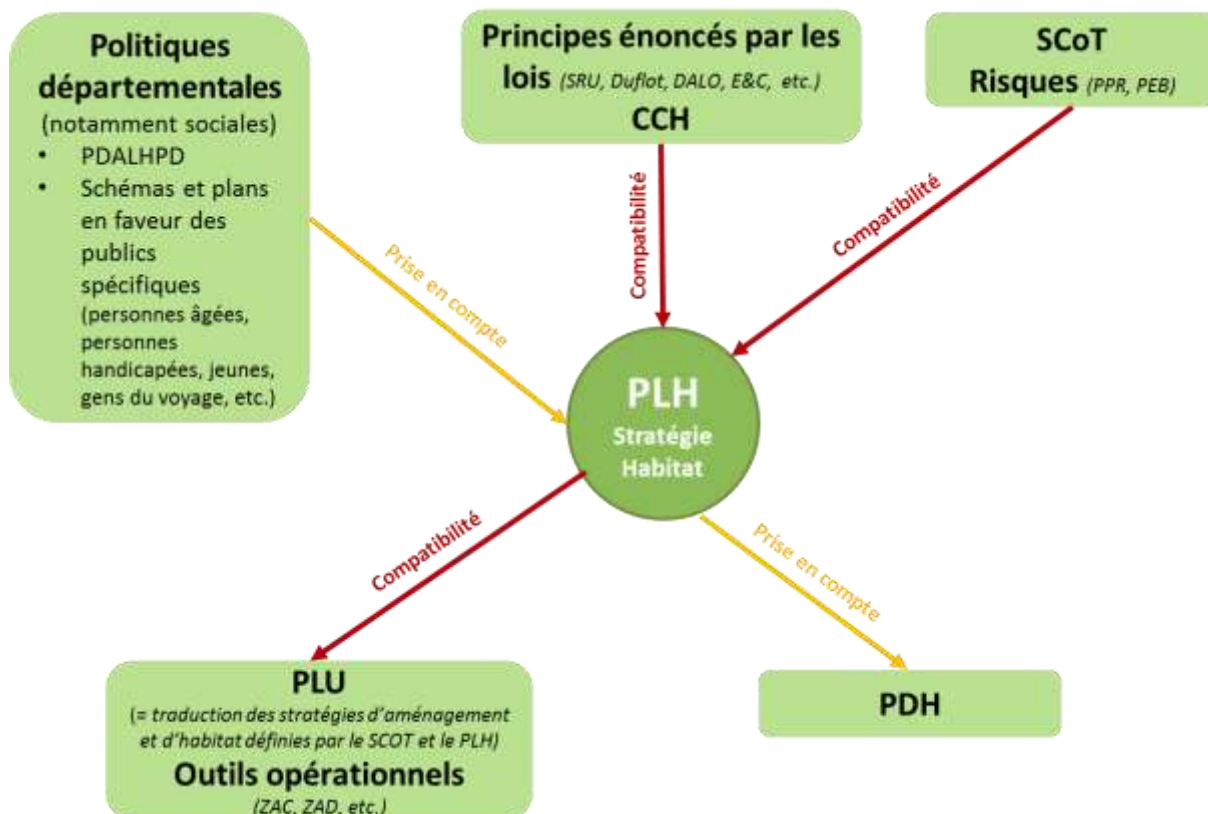 Politiques
départementales
(notamment sociales)
• PDALHPD
• Schémas et plans
en faveur des
publics
spécifiques
(personnes âgées,
personnes
handicapées, jeunes,
gens du voyage, etc.)
Principes énoncés par les
lois (SRU, Duflot, DALO, E&C, etc.)
CCH
SCoT
Risques (PPR, PEB)
Prise en compte
Compatibilité
Compatibilité
PLH
Stratégie
Habitat
Compatibilité
Prise en compte
PLU
(= traduction des stratégies d'aménagement
et d'habitat définies par le SCOT et le PLH)
Outils opérationnels
(ZAC, ZAD, etc.)
PDH